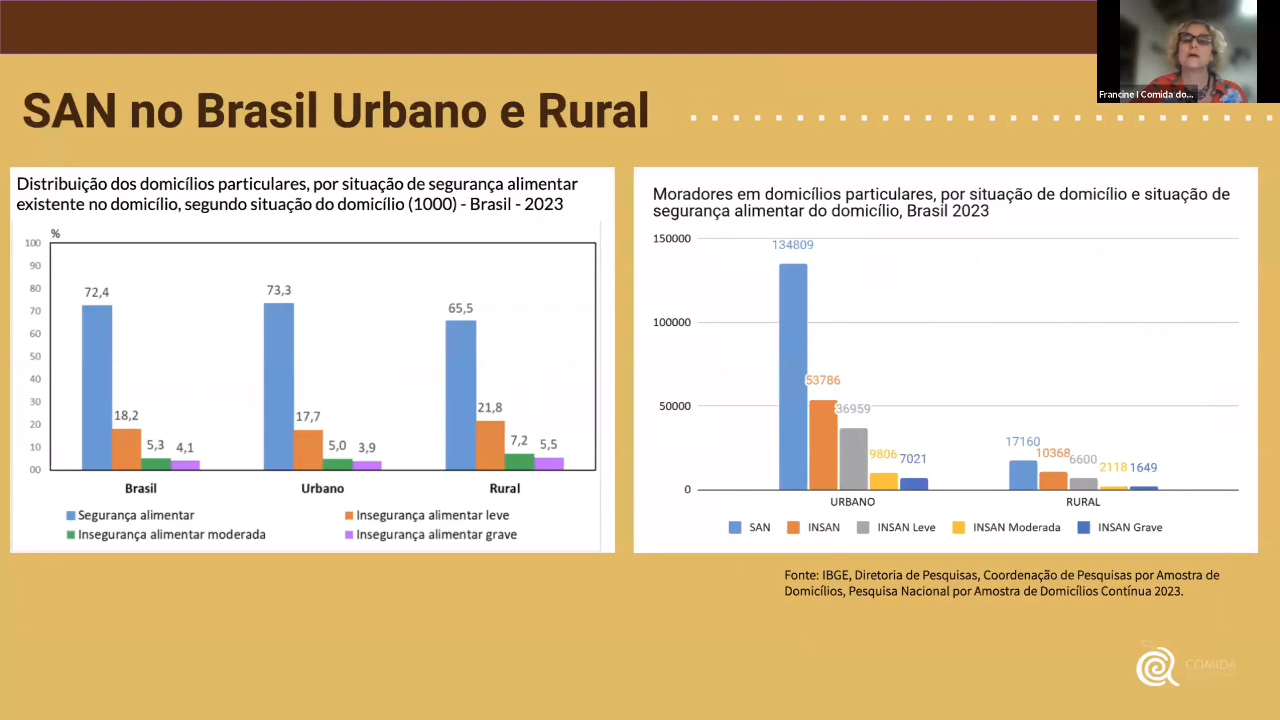 Francine l Comida do...
SAN no Brasil Urbano e Rural
Distribuição dos domicílios particulares, por situação de segurança alimentar
existente no domicílio, segundo situação do domicílio (1000) - Brasil - 2023
%
100
90
80
70
60
50
40
30
20
10
00
72,4
18,2
5,3
4,1
73,3
17,7
5,0
3,9
65,5
21,8
7,2
5,5
Brasil
Urbano
Rural
Segurança alimentar
Insegurança alimentar leve
Insegurança alimentar moderada
Insegurança alimentar grave
Moradores em domicílios particulares, por situação de domicílio e situação de
segurança alimentar do domicílio, Brasil 2023
150000
100000
50000
0
134809
53786
36959
9806
7021
17160
10368
6600
2118
1649
URBANO
RURAL
SAN
INSAN
INSAN Leve
INSAN Moderada
INSAN Grave
Fonte: IBGE, Diretoria de Pesquisas, Coordenação de Pesquisas por Amostra de
Domicílios, Pesquisa Nacional por Amostra de Domicílios Contínua 2023.
COMIDA